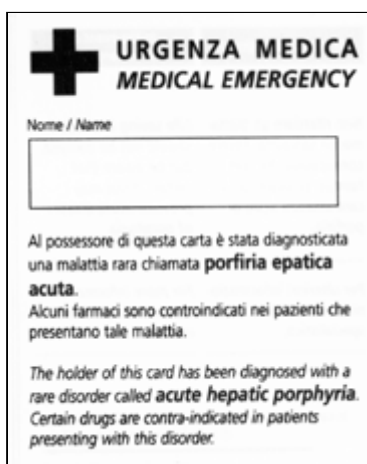 URGENZA MEDICA
MEDICAL EMERGENCY
Nome / Name
Al possessore di questa carta è stata diagnosticata
una malattia rara chiamata porfiria epatica
acuta.
Alcuni farmaci sono controindicati nei pazienti che
presentano tale malattia.
The holder of this card has been diagnosed with a
rare disorder called acute hepatic porphyria.
Certain drugs are contra-indicated in patients
presenting with this disorder.